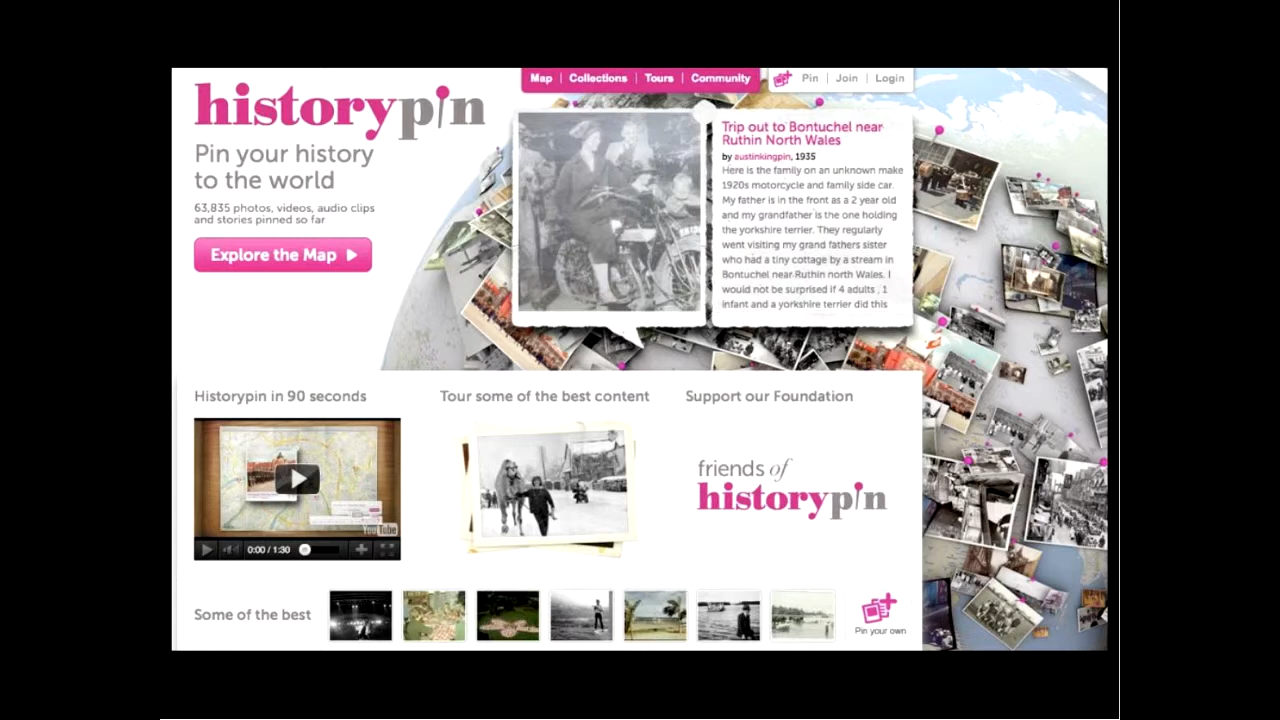 Map | Collections | Tours | Community
Pin | Join | Login
historypin
Pin your history
to the world
63,835 photos, videos, audio clips
and stories pinned so far
Explore the Map
Trip out to Bontuchel near
Ruthin North Wales
by austinkingpin, 1935
Here is the family on an unknown make
1920s motorcycle and family side car.
My father is in the front as a 2 year old
and my grandfather is the one holding
the yorkshire terrier. They regularly
went visiting my grand fathers sister
who had a tiny cottage by a stream in
Bontuchel near Ruthin north Wales. I
would not be surprised if 4 adults , 1
infant and a yorkshire terrier did this
Historypin in 90 seconds
Tour some of the best content
Support our Foundation
YouTube
0:00 / 1:30
friends of
historypin
Some of the best
Pin your own